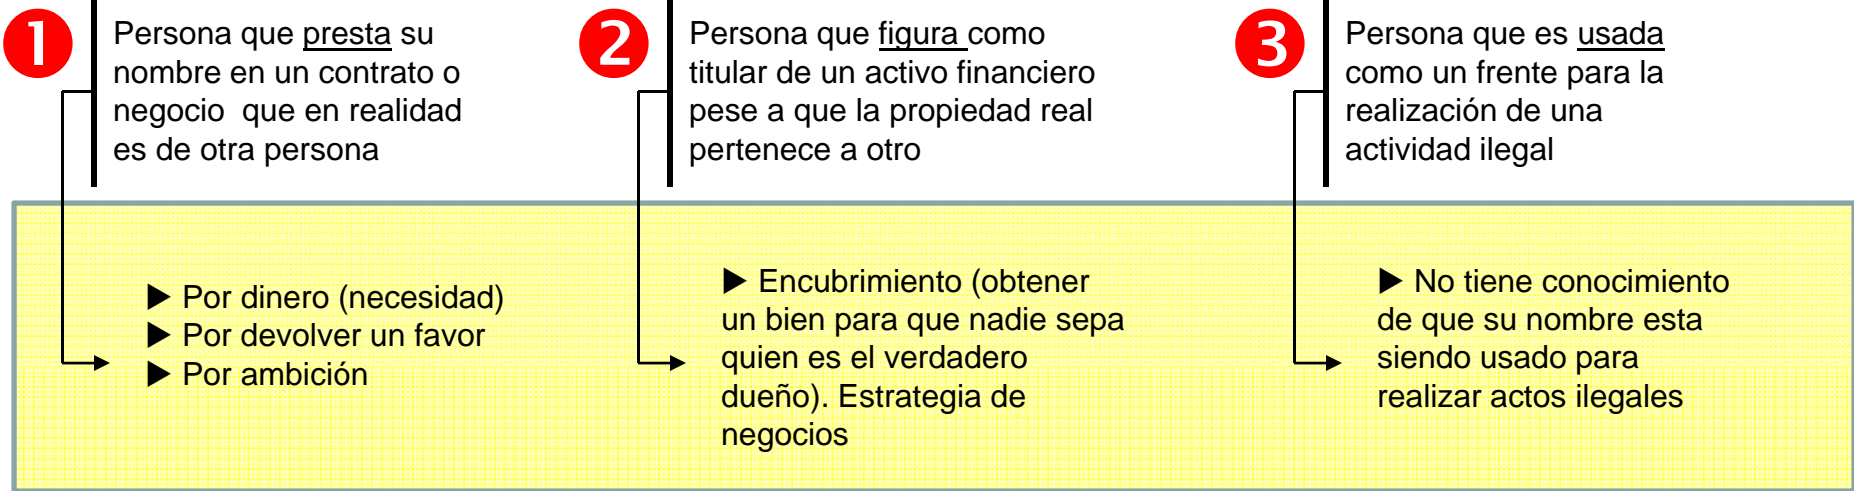 1
Persona que presta su
nombre en un contrato o
negocio que en realidad
es de otra persona
2
Persona que figura como
titular de un activo financiero
pese a que la propiedad real
pertenece a otro
3
Persona que es usada
como un frente para la
realización de una
actividad ilegal
▶ Por dinero (necesidad)
▶ Por devolver un favor
▶ Por ambición
▶ Encubrimiento (obtener
un bien para que nadie sepa
quien es el verdadero
dueño). Estrategia de
negocios
▶ No tiene conocimiento
de que su nombre esta
siendo usado para
realizar actos ilegales